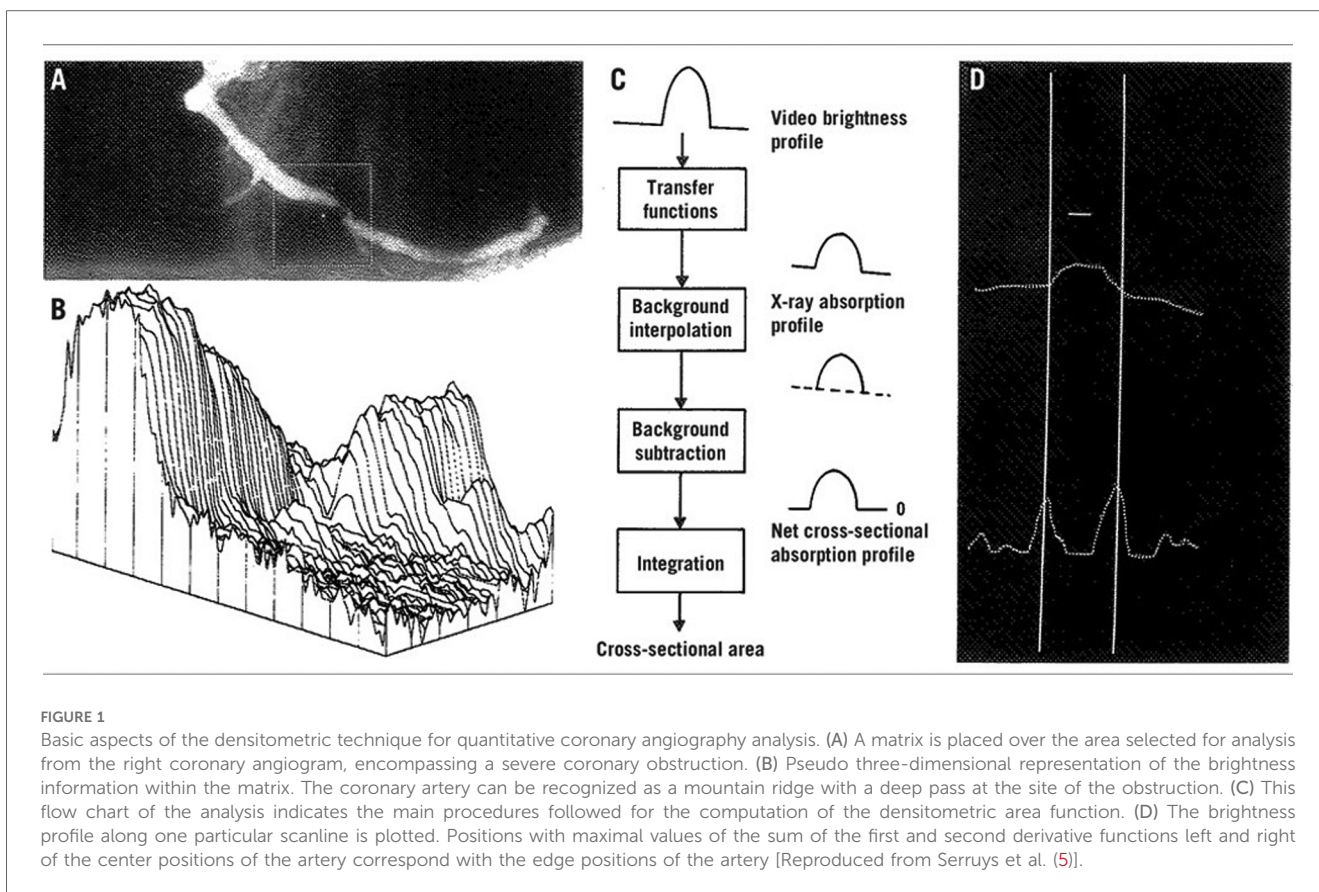 A
B
C
Video brightness
profile
Transfer
functions
Background
interpolation
X-ray absorption
profile
Background
subtraction
0
Net cross-sectional
absorption profile
Integration
Cross-sectional area
D
FIGURE 1
Basic aspects of the densitometric technique for quantitative coronary angiography analysis. (A) A matrix is placed over the area selected for analysis
from the right coronary angiogram, encompassing a severe coronary obstruction. (B) Pseudo three-dimensional representation of the brightness
information within the matrix. The coronary artery can be recognized as a mountain ridge with a deep pass at the site of the obstruction. (C) This
flow chart of the analysis indicates the main procedures followed for the computation of the densitometric area function. (D) The brightness
profile along one particular scanline is plotted. Positions with maximal values of the sum of the first and second derivative functions left and right
of the center positions of the artery correspond with the edge positions of the artery [Reproduced from Serruys et al. (5)].